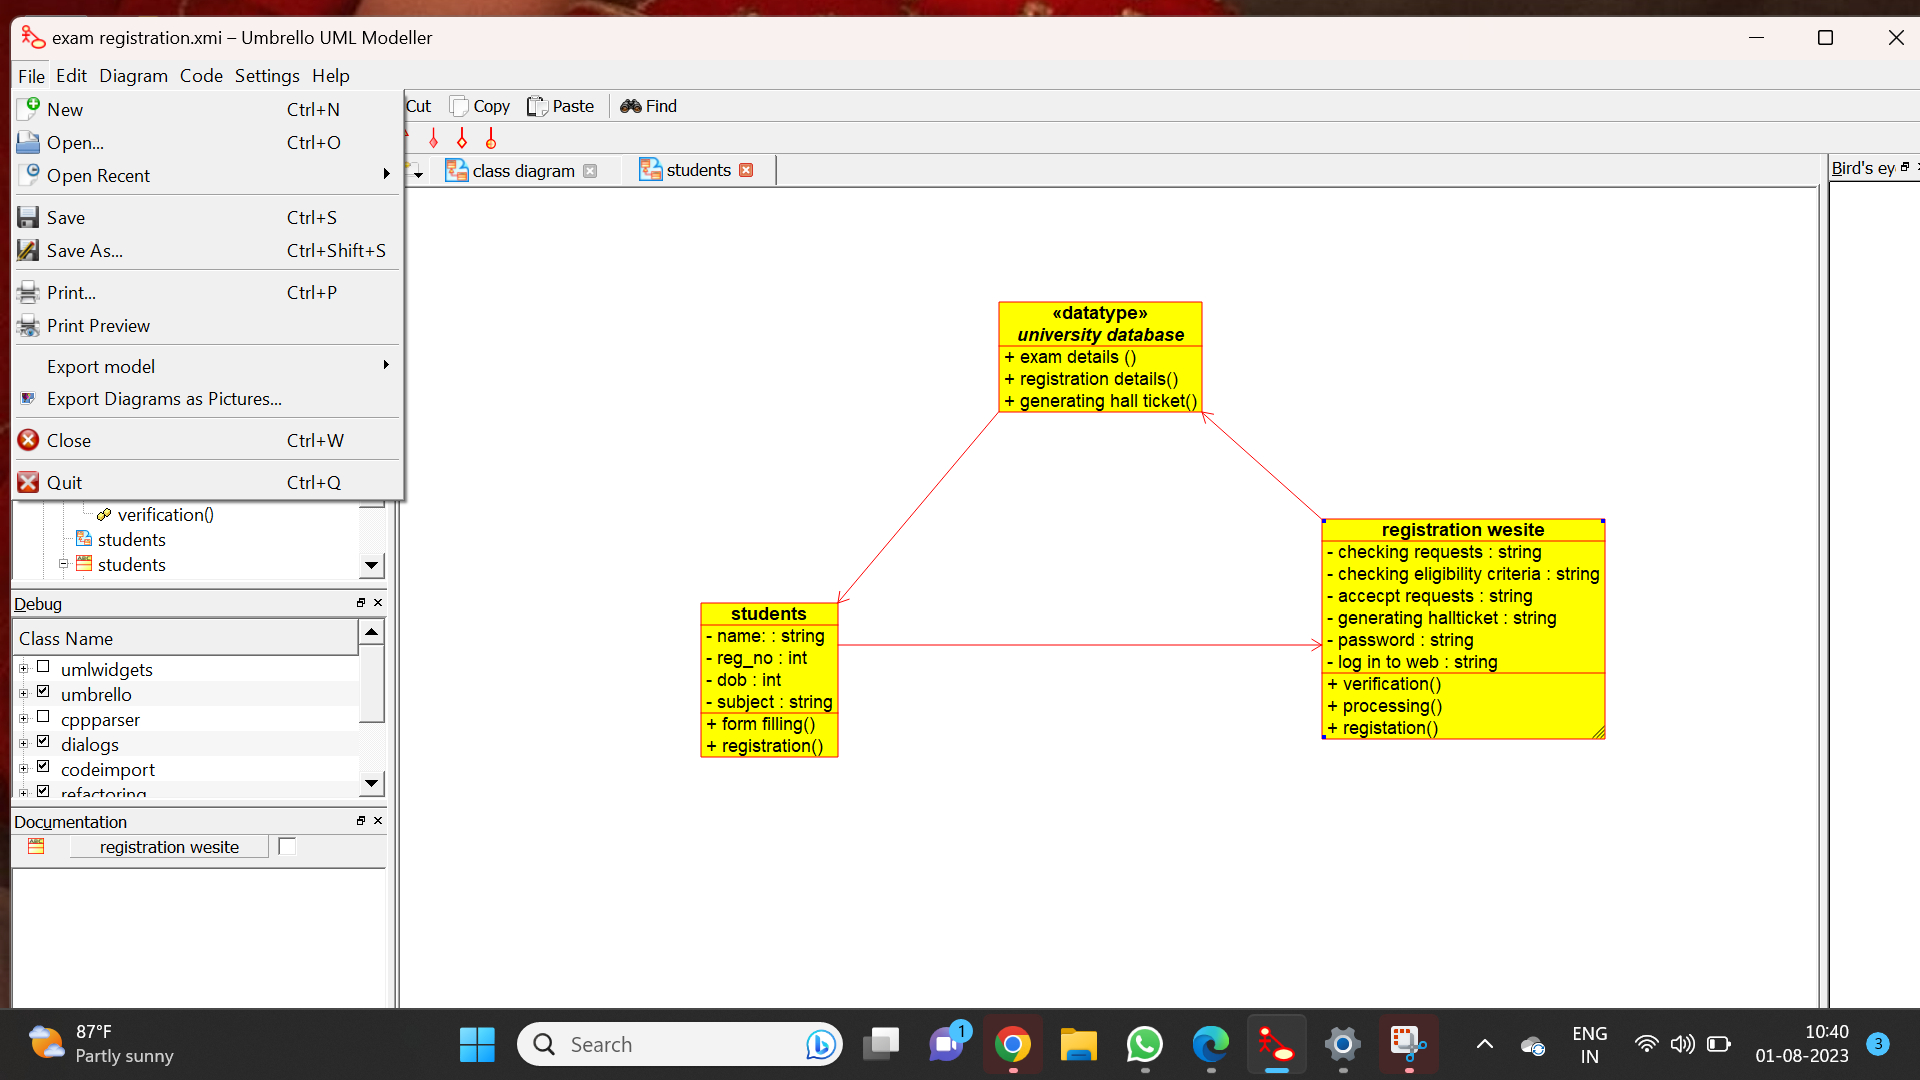 exam registration.xmi – Umbrello UML Modeller
File Edit Diagram Code Settings Help
New Ctrl+N
Open... Ctrl+O
Open Recent
Save Ctrl+S
Save As... Ctrl+Shift+S
Print... Ctrl+P
Print Preview
Export model
Export Diagrams as Pictures...
Close Ctrl+W
Quit Ctrl+Q
Cut Copy Paste Find
class diagram students
Bird's ey
«datatype»
university database
+ exam details ()
+ registration details()
+ generating hall ticket()
registration wesite
- checking requests : string
- checking eligibility criteria : string
- accecpt requests : string
- generating hallticket : string
- password : string
- log in to web : string
+ verification()
+ processing()
+ registation()
students
- name: : string
- reg_no : int
- dob : int
- subject : string
+ form filling()
+ registration()
verification()
students
students
Debug
Class Name
umlwidgets
umbrello
cppparser
dialogs
codeimport
refactoring
Documentation
registration wesite
87°F
Partly sunny
Search
1
ENG
IN
10:40
01-08-2023
3